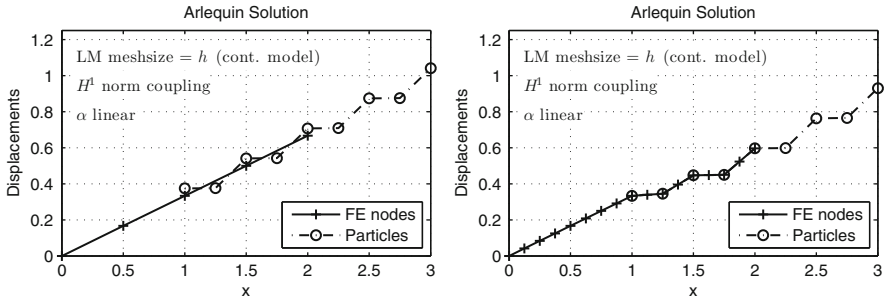 Arlequin Solution
1.2
1
0.8
0.6
0.4
0.2
0
Displacements
LM meshsize = h (cont. model)
H¹ norm coupling
α linear
FE nodes
Particles
0 0.5 1 1.5 2 2.5 3
x
Arlequin Solution
1.2
1
0.8
0.6
0.4
0.2
0
Displacements
LM meshsize = h (cont. model)
H¹ norm coupling
α linear
FE nodes
Particles
0 0.5 1 1.5 2 2.5 3
x